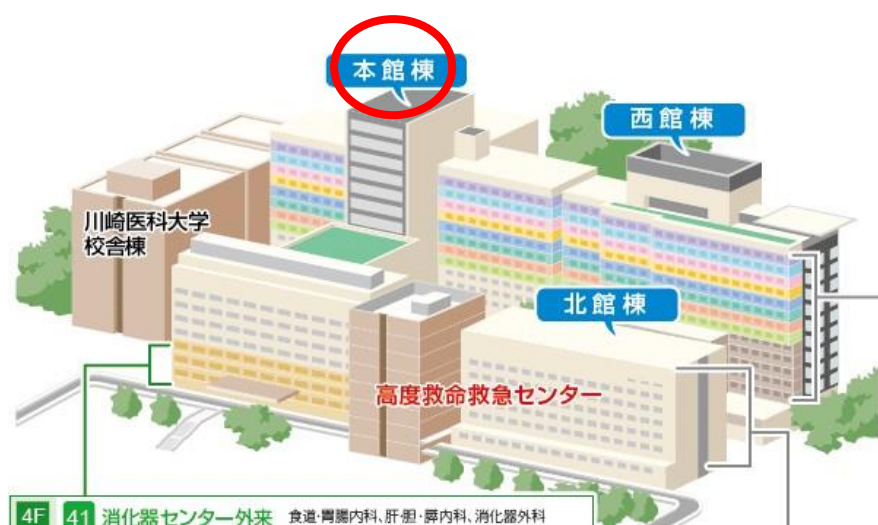 本館棟
西館棟
川崎医科大学
校舎棟
北館棟
高度救命救急センター
4F 41 消化器センター外来 食道・胃腸内科、肝・胆・膵内科、消化器外科